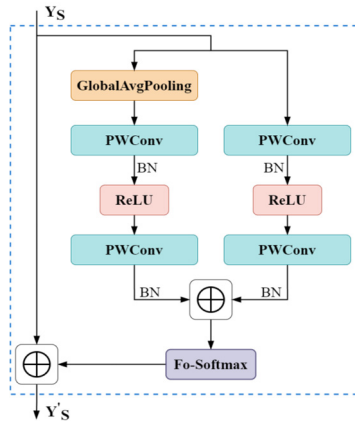 Y_S
GlobalAvgPooling
PWConv PWConv
BN BN
ReLU ReLU
PWConv PWConv
BN BN
Fo-Softmax
Y'_S